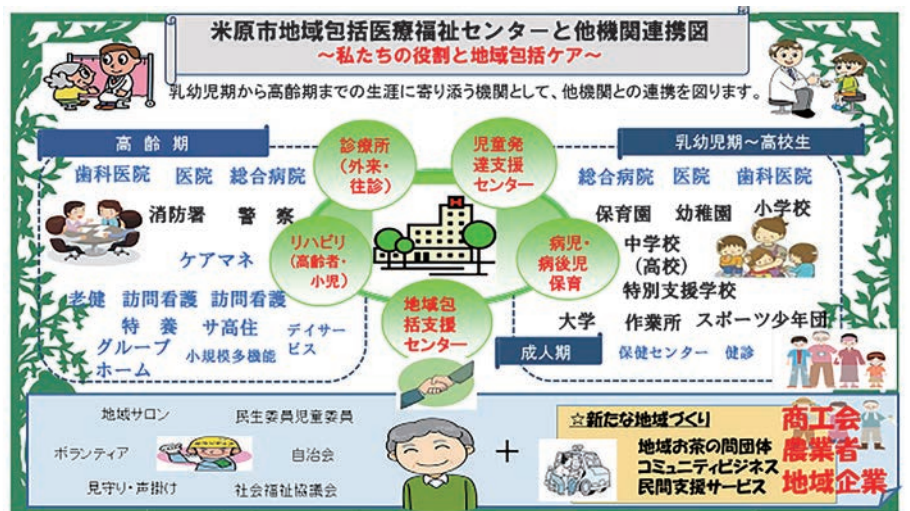 米原市地域包括医療福祉センターと他機関連携図
～私たちの役割と地域包括ケア～
乳幼児期から高齢期までの生涯に寄り添う機関として、他機関との連携を図ります。
高 齢 期
歯科医院 医院 総合病院
消防署 警 察
ケアマネ
老健 訪問看護 訪問看護
特 養 サ高住 デイサー
ビス
グループ
ホーム
小規模多機能
診療所
(外来・
往診)
児童発
達支援
センター
リハビリ
(高齢者・
小児)
病児・
病後児
保育
地域包
括支援
センター
乳幼児期～高校生
総合病院 医院 歯科医院
保育園 幼稚園 小学校
中学校
(高校)
特別支援学校
大学 作業所 スポーツ少年団
成人期
保健センター 健診
地域サロン 民生委員児童委員
ボランティア 自治会
見守り・声掛け 社会福祉協議会
+
☆新たな地域づくり
地域お茶の間団体
コミュニティビジネス
民間支援サービス
商工会
農業者
地域企業